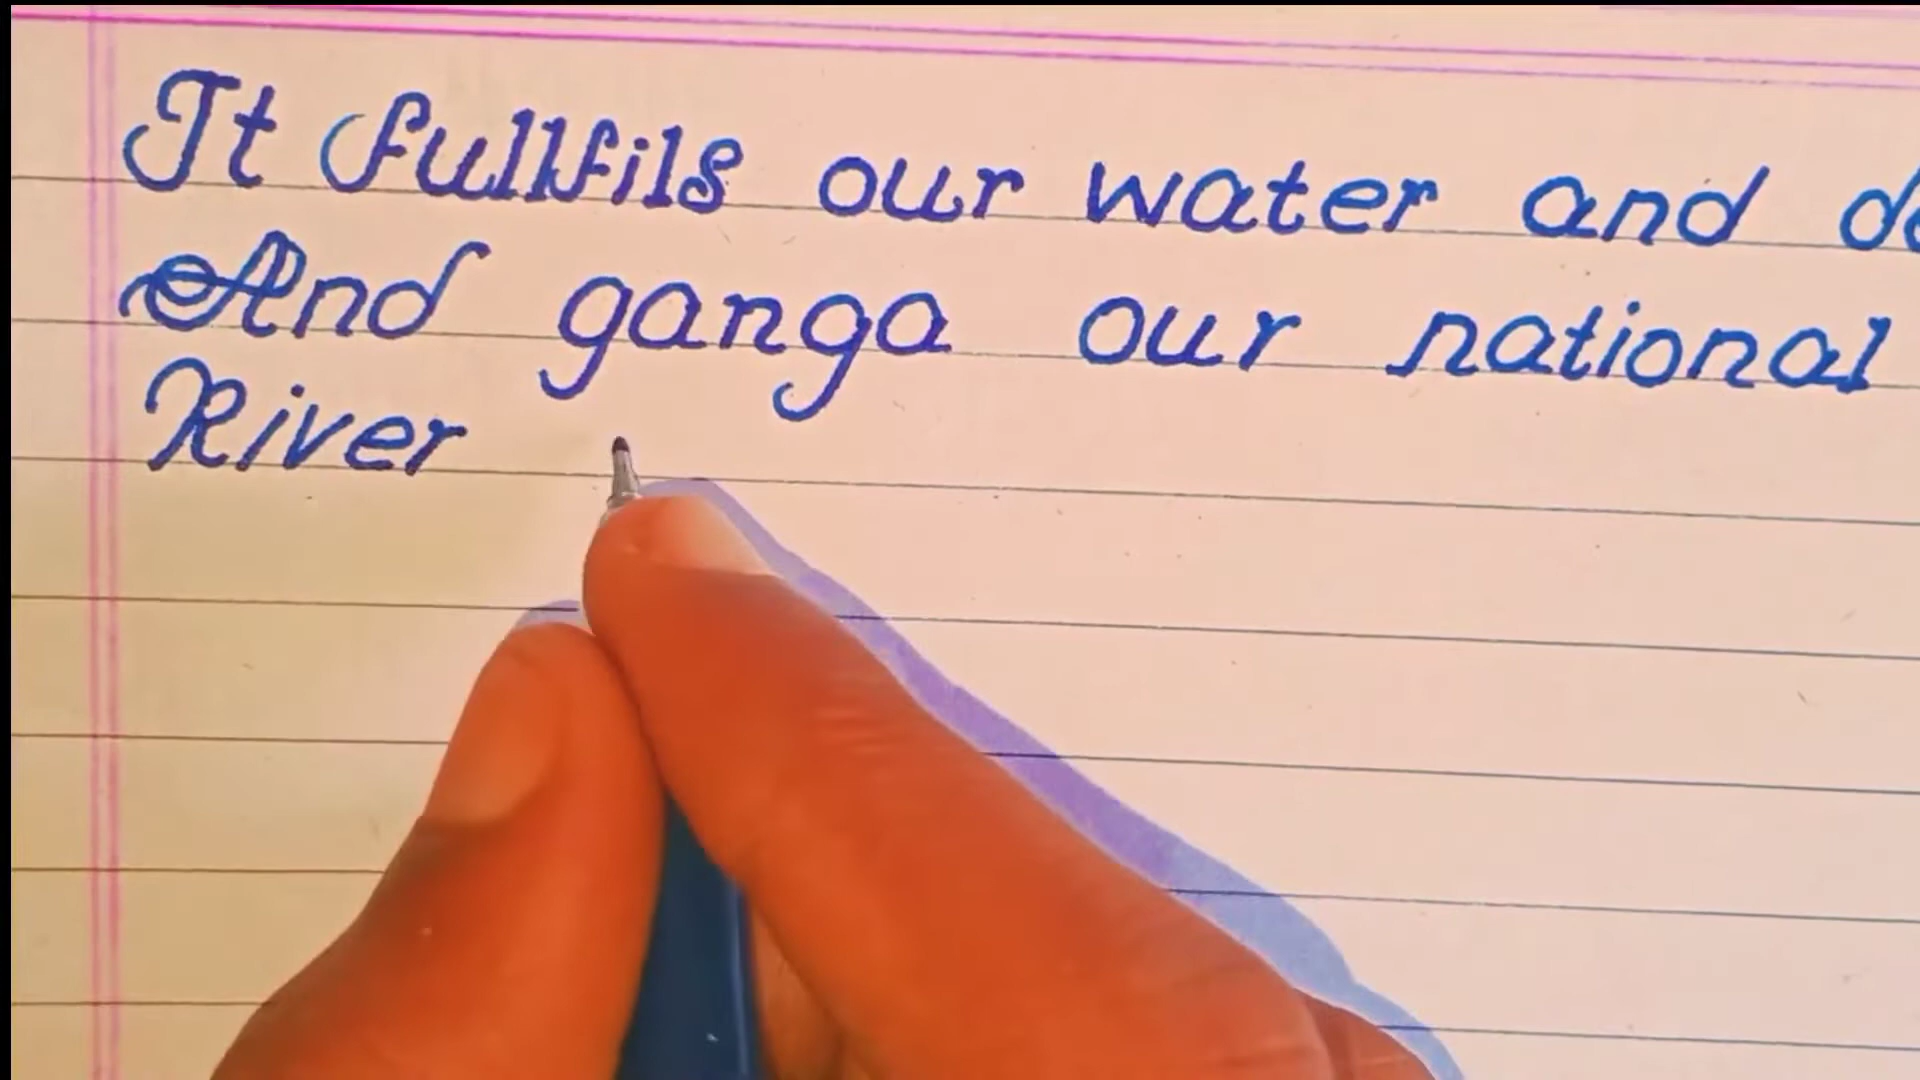 It fullfils our water and
And ganga our national
River